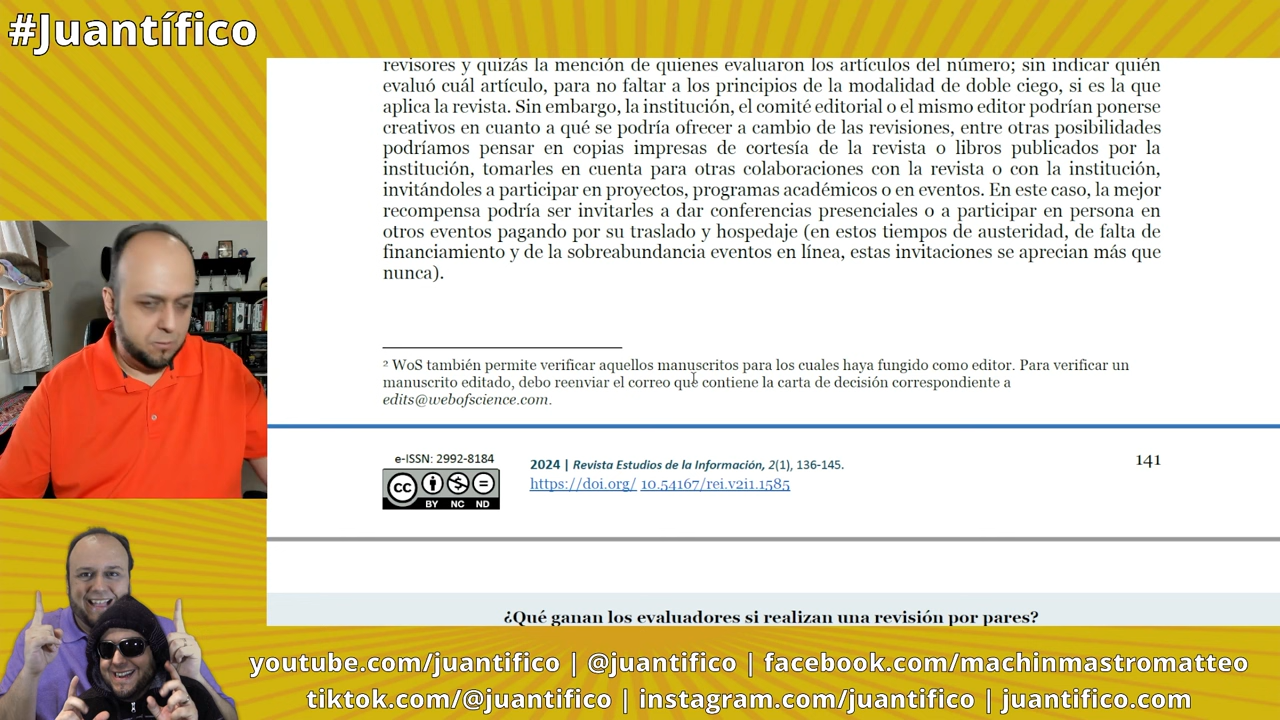 #Juantífico
revisores y quizás la mención de quienes evaluaron los artículos del número; sin indicar quién
evaluó cuál artículo, para no faltar a los principios de la modalidad de doble ciego, si es la que
aplica la revista. Sin embargo, la institución, el comité editorial o el mismo editor podrían ponerse
creativos en cuanto a qué se podría ofrecer a cambio de las revisiones, entre otras posibilidades
podríamos pensar en copias impresas de cortesía de la revista o libros publicados por la
institución, tomarles en cuenta para otras colaboraciones con la revista o con la institución,
invitándoles a participar en proyectos, programas académicos o en eventos. En este caso, la mejor
recompensa podría ser invitarles a dar conferencias presenciales o a participar en persona en
otros eventos pagando por su traslado y hospedaje (en estos tiempos de austeridad, de falta de
financiamiento y de la sobreabundancia eventos en línea, estas invitaciones se aprecian más que
nunca).
² WoS también permite verificar aquellos manuscritos para los cuales haya fungido como editor. Para verificar un
manuscrito editado, debo reenviar el correo que contiene la carta de decisión correspondiente a
edits@webofscience.com.
e-ISSN: 2992-8184
CC BY NC ND
2024 | Revista Estudios de la Información, 2(1), 136-145.
https://doi.org/ 10.54167/rei.v2i1.1585
141
¿Qué ganan los evaluadores si realizan una revisión por pares?
youtube.com/juantifico | @juantifico | facebook.com/machinmastromatteo
tiktok.com/@juantifico | instagram.com/juantifico | juantifico.com